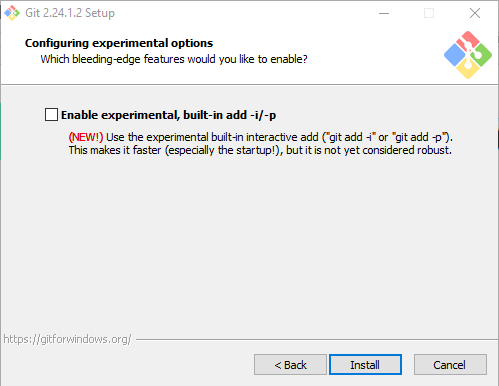 Git 2.24.1.2 Setup
Configuring experimental options
Which bleeding-edge features would you like to enable?
Enable experimental, built-in add -i/-p
(NEW!) Use the experimental built-in interactive add ("git add -i" or "git add -p").
This makes it faster (especially the startup!), but it is not yet considered robust.
https://gitforwindows.org/
< Back
Install
Cancel